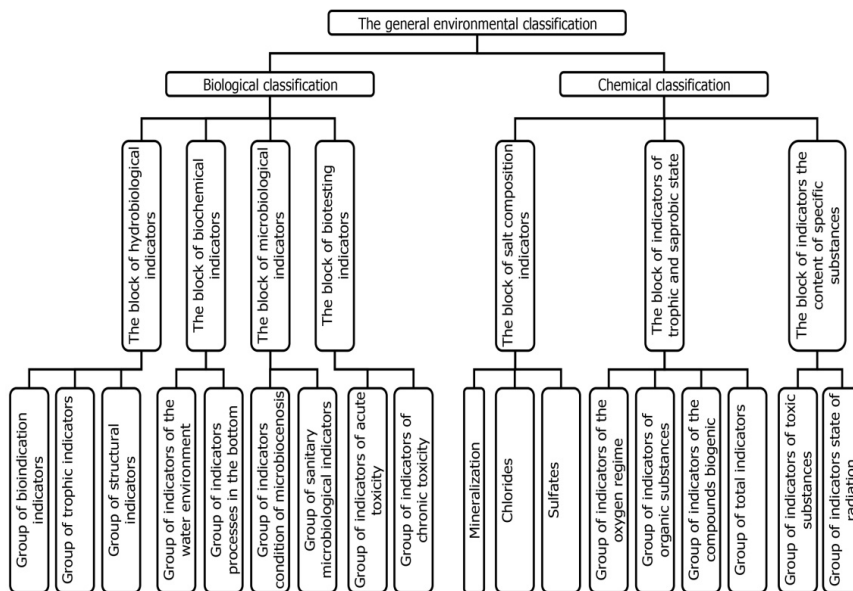 The general environmental classification
Biological classification
Chemical classification
The block of hydrobiological
indicators
The block of biochemical
indicators
The block of microbiological
indicators
The block of biotesting
indicators
The block of salt composition
indicators
The block of indicators of
trophic and saprobic state
The block of indicators the
content of specific
substances
Group of bioindication
indicators
Group of trophic indicators
Group of structural
indicators
Group of indicators of the
water environment
Group of indicators
processes in the bottom
Group of indicators
condition of microbiocenosis
Group of sanitary
microbiological indicators
Group of indicators of acute
toxicity
Group of indicators of
chronic toxicity
Mineralization
Chlorides
Sulfates
Group of indicators of the
oxygen regime
Group of indicators of
organic substances
Group of indicators of the
compounds biogenic
Group of total indicators
Group of indicators of toxic
substances
Group of indicators state of
radiation